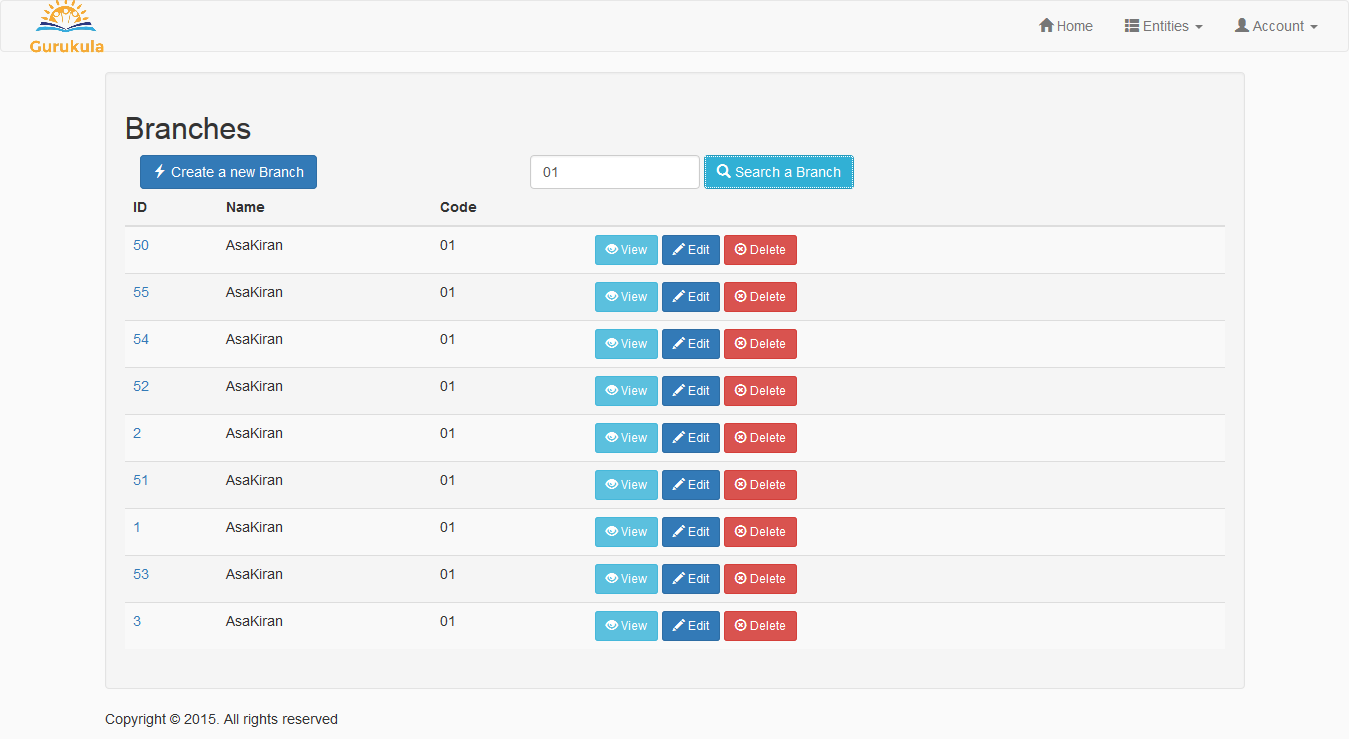 Gurukula
Home Entities Account
Branches
Create a new Branch 01 Search a Branch
ID Name Code
50 AsaKiran 01 View Edit Delete
55 AsaKiran 01 View Edit Delete
54 AsaKiran 01 View Edit Delete
52 AsaKiran 01 View Edit Delete
2 AsaKiran 01 View Edit Delete
51 AsaKiran 01 View Edit Delete
1 AsaKiran 01 View Edit Delete
53 AsaKiran 01 View Edit Delete
3 AsaKiran 01 View Edit Delete
Copyright © 2015. All rights reserved